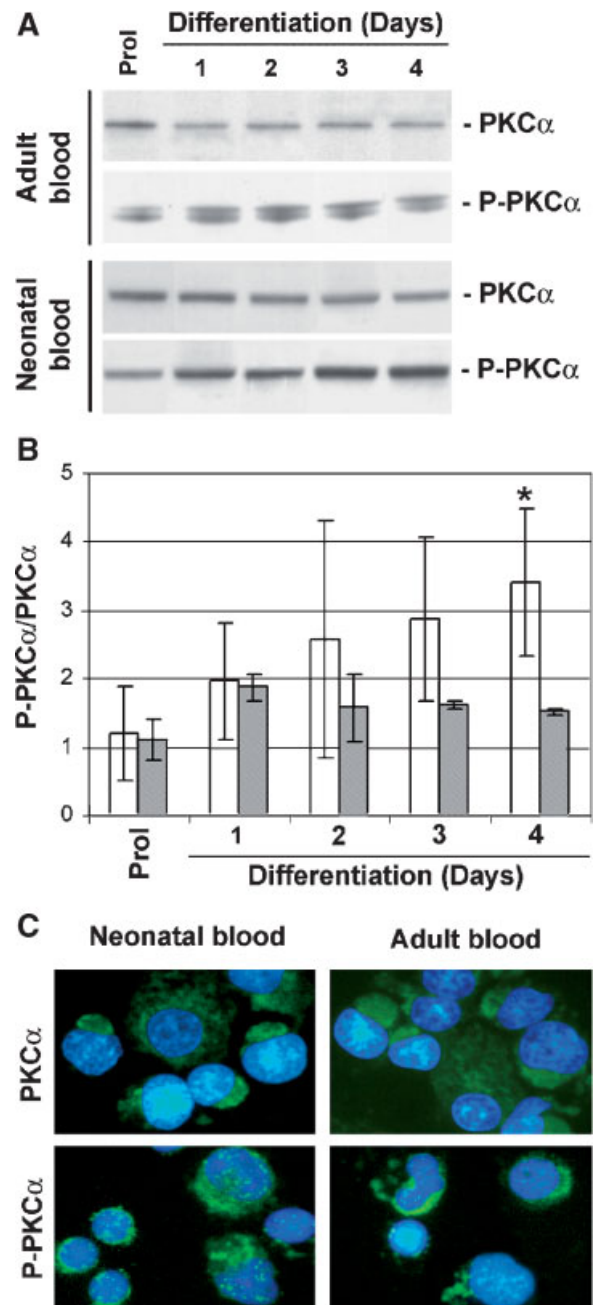 A
Differentiation (Days)
Prol 1 2 3 4
Adult blood
- PKCα
- P-PKCα
Neonatal blood
- PKCα
- P-PKCα
B
P-PKCα/PKCα
5
4
3
2
1
0
*
Prol 1 2 3 4
Differentiation (Days)
C
Neonatal blood Adult blood
PKCα
P-PKCα